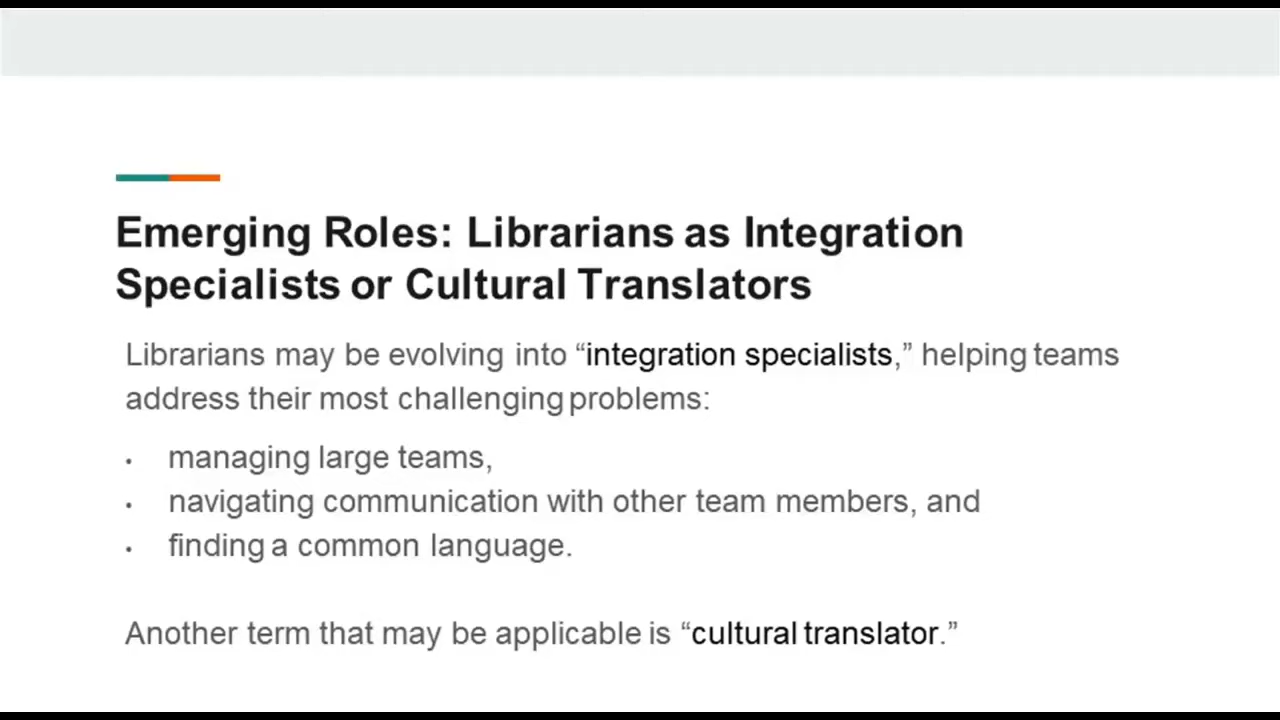 Emerging Roles: Librarians as Integration
Specialists or Cultural Translators
Librarians may be evolving into “integration specialists,” helping teams
address their most challenging problems:
• managing large teams,
• navigating communication with other team members, and
• finding a common language.
Another term that may be applicable is “cultural translator.”